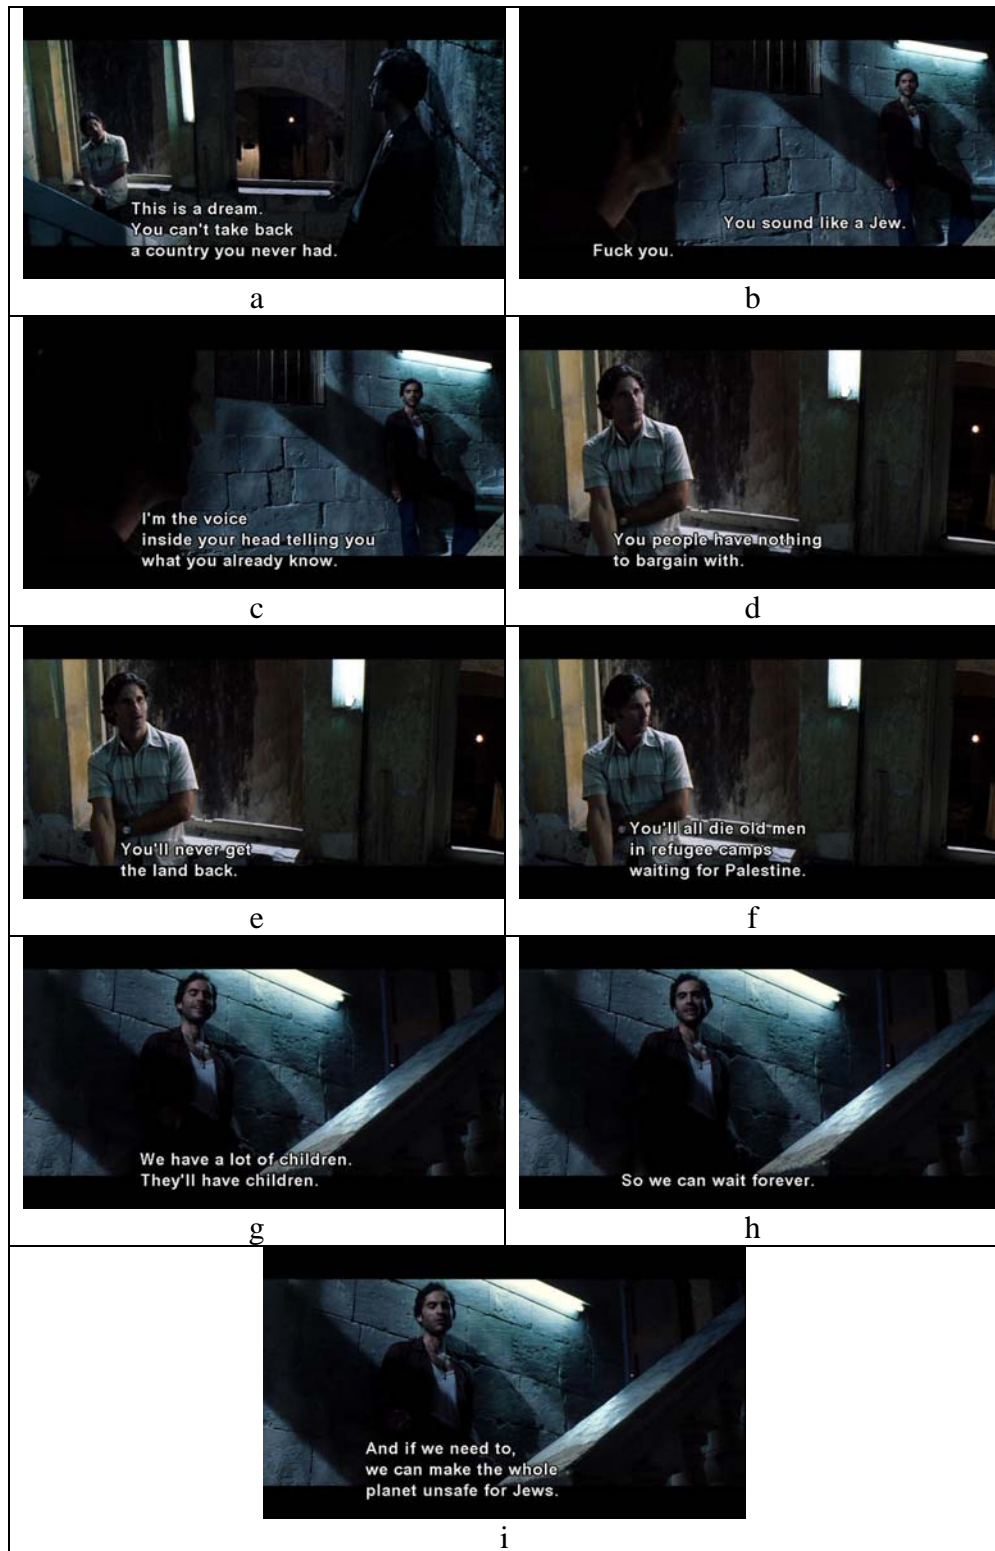 This is a dream.
You can't take back
a country you never had.
a
You sound like a Jew.
Fuck you.
b
I'm the voice
inside your head telling you
what you already know.
c
You people have nothing
to bargain with.
d
You'll never get
the land back.
e
You'll all die old men
in refugee camps
waiting for Palestine.
f
We have a lot of children.
They'll have children.
g
So we can wait forever.
h
And if we need to,
we can make the whole
planet unsafe for Jews.
i